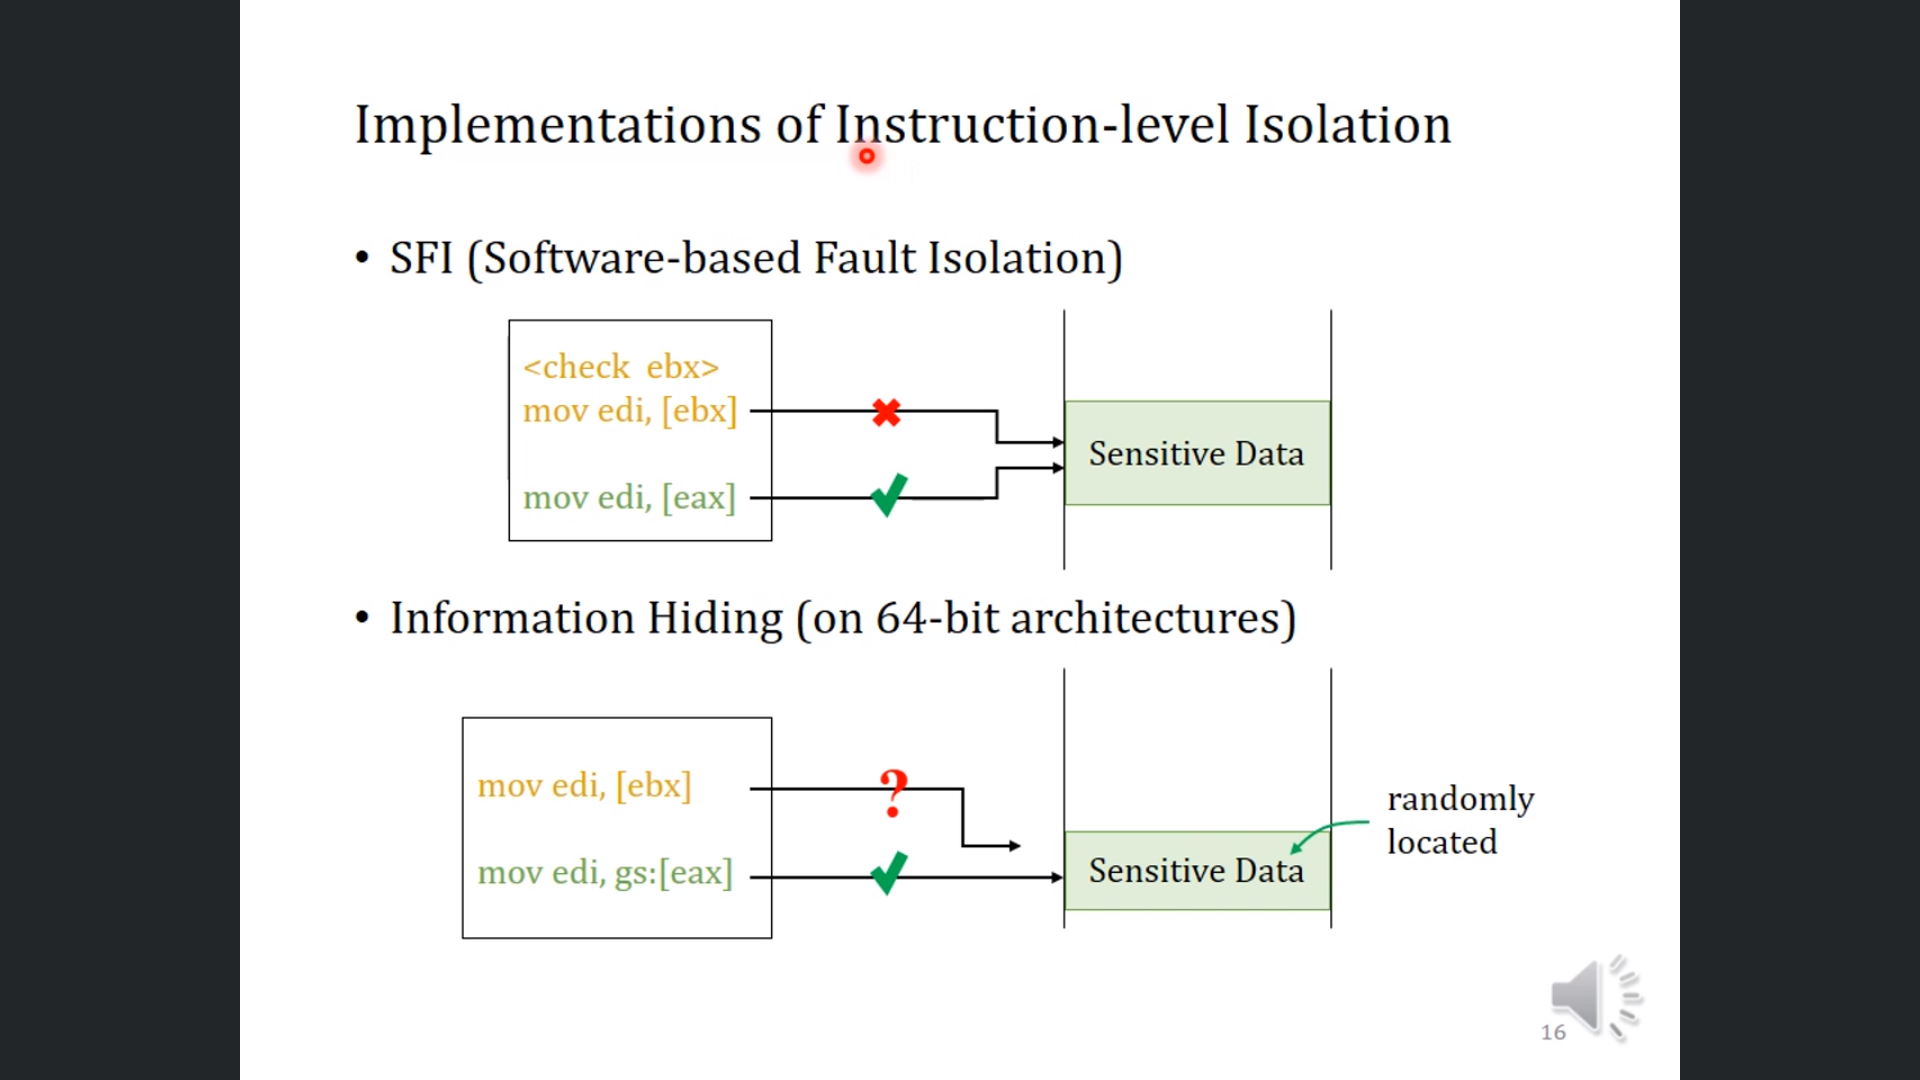 Implementations of Instruction-level Isolation
• SFI (Software-based Fault Isolation)
<check ebx>
mov edi, [ebx]
mov edi, [eax]
Sensitive Data
• Information Hiding (on 64-bit architectures)
mov edi, [ebx]
mov edi, gs:[eax]
?
Sensitive Data
randomly
located
16